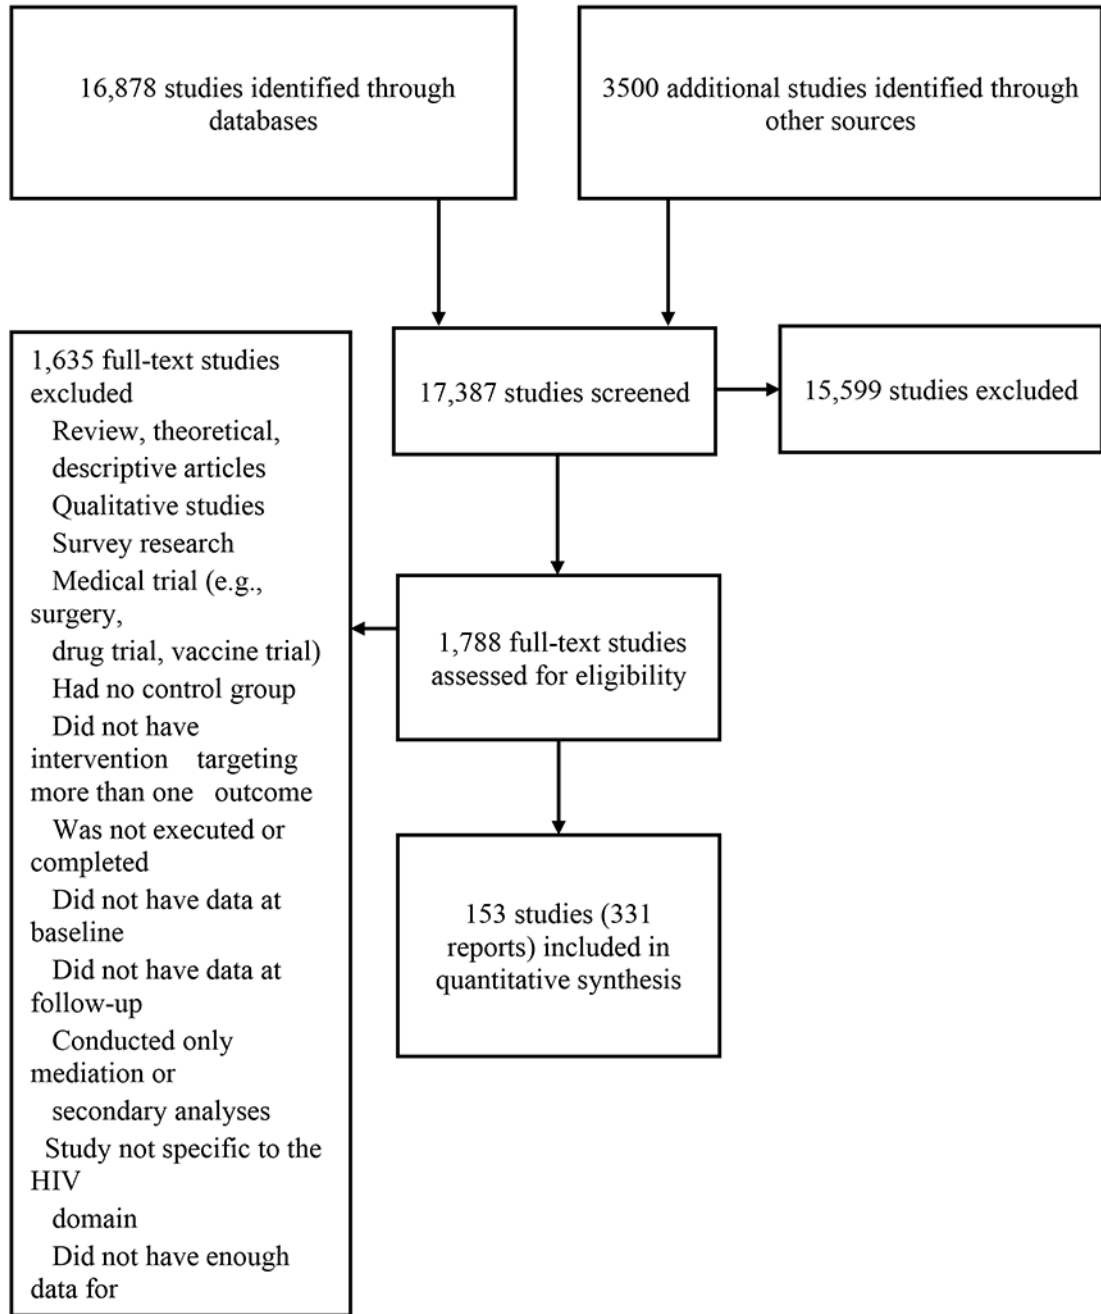 16,878 studies identified through
databases
3500 additional studies identified through
other sources
17,387 studies screened
15,599 studies excluded
1,635 full-text studies
excluded
Review, theoretical,
descriptive articles
Qualitative studies
Survey research
Medical trial (e.g.,
surgery,
drug trial, vaccine trial)
Had no control group
Did not have
intervention targeting
more than one outcome
Was not executed or
completed
Did not have data at
baseline
Did not have data at
follow-up
Conducted only
mediation or
secondary analyses
Study not specific to the
HIV
domain
Did not have enough
data for
1,788 full-text studies
assessed for eligibility
153 studies (331
reports) included in
quantitative synthesis